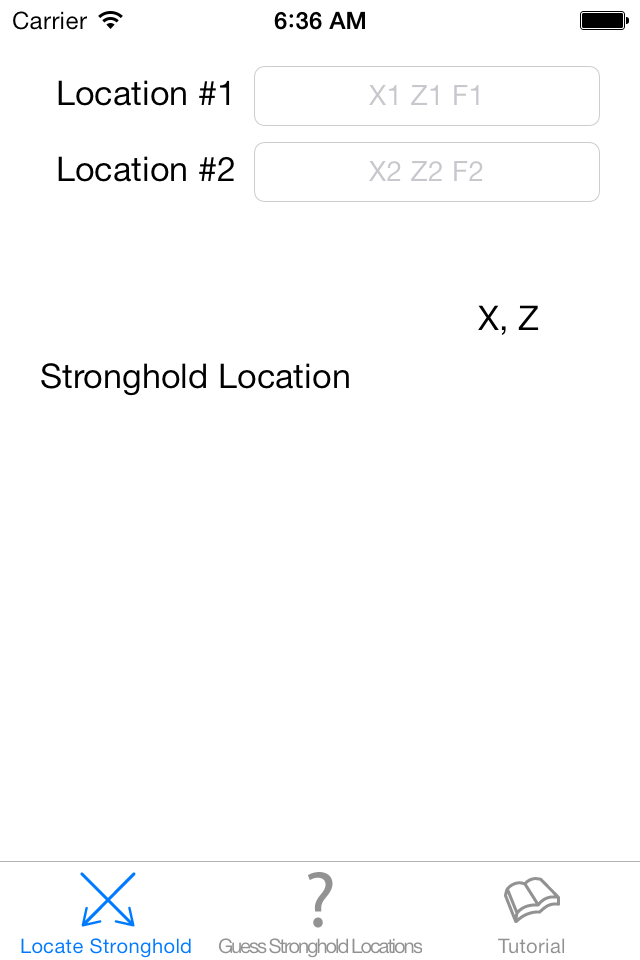 Carrier 6:36 AM
Location #1 X1 Z1 F1
Location #2 X2 Z2 F2
X, Z
Stronghold Location
Locate Stronghold Guess Stronghold Locations Tutorial